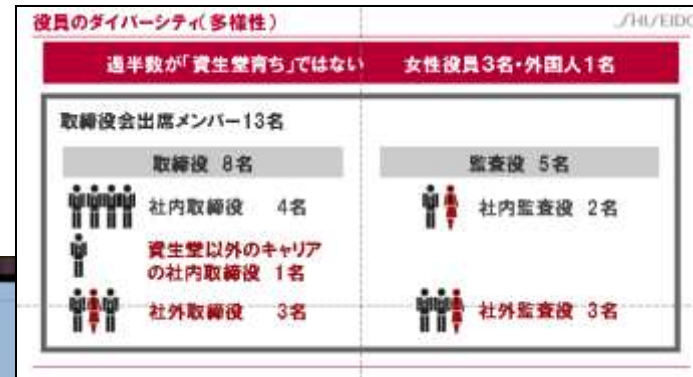 役員のダイバーシティ(多様性)
SHISEIDO
過半数が「資生堂育ち」ではない 女性役員3名・外国人1名
取締役会出席メンバー13名
取締役 8名
社内取締役 4名
資生堂以外のキャリア
の社内取締役 1名
社外取締役 3名
監査役 5名
社内監査役 2名
社外監査役 3名